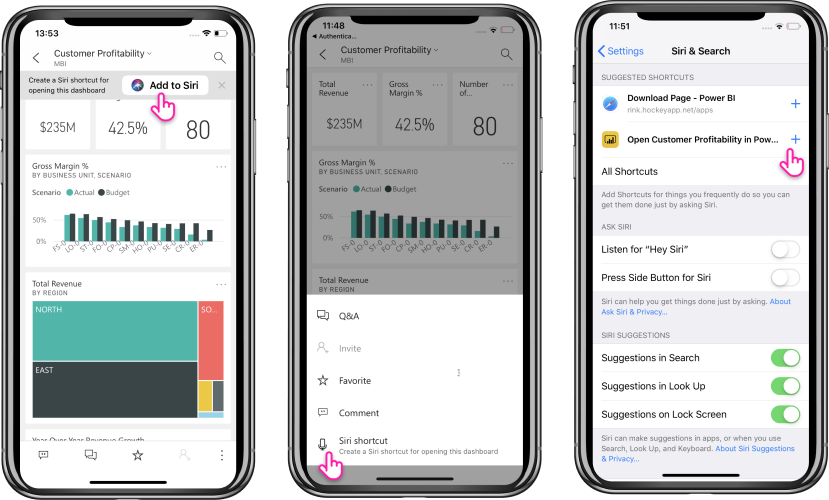 13:53
Customer Profitability
MBI
Create a Siri shortcut for
opening this dashboard
Add to Siri
$235M
42.5%
80
Gross Margin %
BY BUSINESS UNIT, SCENARIO
Scenario Actual Budget
50%
0%
FS-0 LO-0 ST-0 FO-0 CP-0 SM-0 HO-0 PU-0 SE-0 CR-0 ER-0
Total Revenue
BY REGION
NORTH
SO...
EAST
Year Over Year Revenue Growth
11:48
Authentica...
Customer Profitability
MBI
Total
Revenue
Gross
Margin %
Number
of...
$235M
42.5%
80
Gross Margin %
BY BUSINESS UNIT, SCENARIO
Scenario Actual Budget
50%
0%
FS-0 LO-0 ST-0 FO-0 CP-0 SM-0 HO-0 PU-0 SE-0 CR-0 ER-0
Total Revenue
BY REGION
Q&A
Invite
Favorite
Comment
Siri shortcut
Create a Siri shortcut for opening this dashboard
11:51
Settings
Siri & Search
SUGGESTED SHORTCUTS
Download Page - Power BI
rink.hockeyapp.net/apps
Open Customer Profitability in Pow...
All Shortcuts
Add Shortcuts for things you frequently do so you can
get them done just by asking Siri.
ASK SIRI
Listen for “Hey Siri”
Press Side Button for Siri
Siri can help you get things done just by asking. About
Ask Siri & Privacy...
SIRI SUGGESTIONS
Suggestions in Search
Suggestions in Look Up
Suggestions on Lock Screen
Siri can make suggestions in apps, or when you use
Search, Look Up, and Keyboard. About Siri Suggestions
& Privacy...